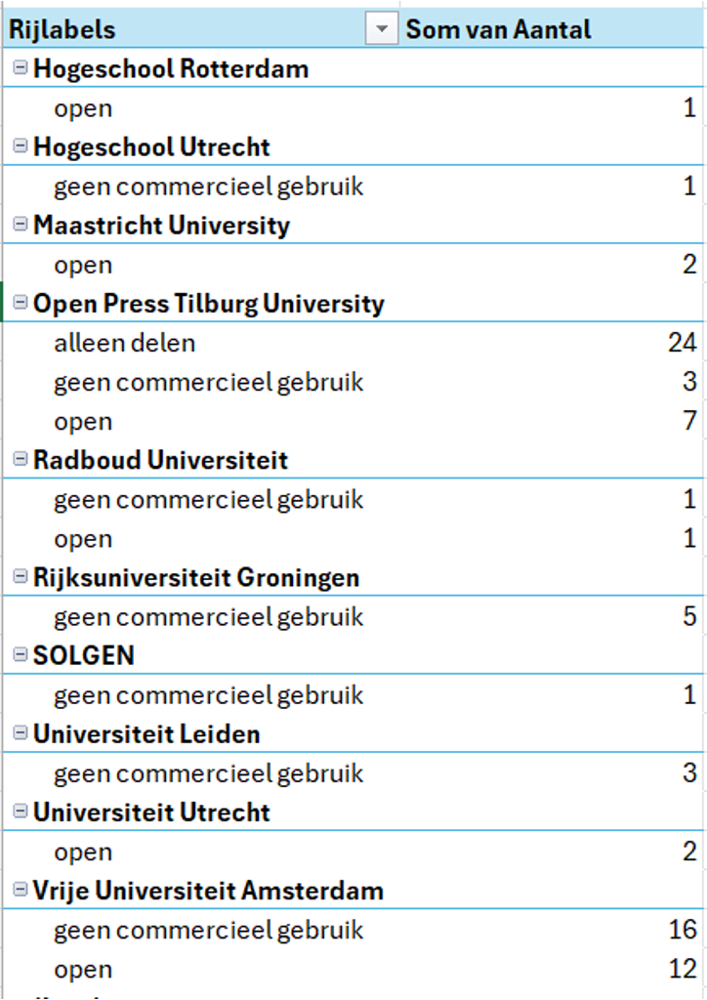 Rijlabels Som van Aantal
Hogeschool Rotterdam
open 1
Hogeschool Utrecht
geen commercieel gebruik 1
Maastricht University
open 2
Open Press Tilburg University
alleen delen 24
geen commercieel gebruik 3
open 7
Radboud Universiteit
geen commercieel gebruik 1
open 1
Rijksuniversiteit Groningen
geen commercieel gebruik 5
SOLGEN
geen commercieel gebruik 1
Universiteit Leiden
geen commercieel gebruik 3
Universiteit Utrecht
open 2
Vrije Universiteit Amsterdam
geen commercieel gebruik 16
open 12